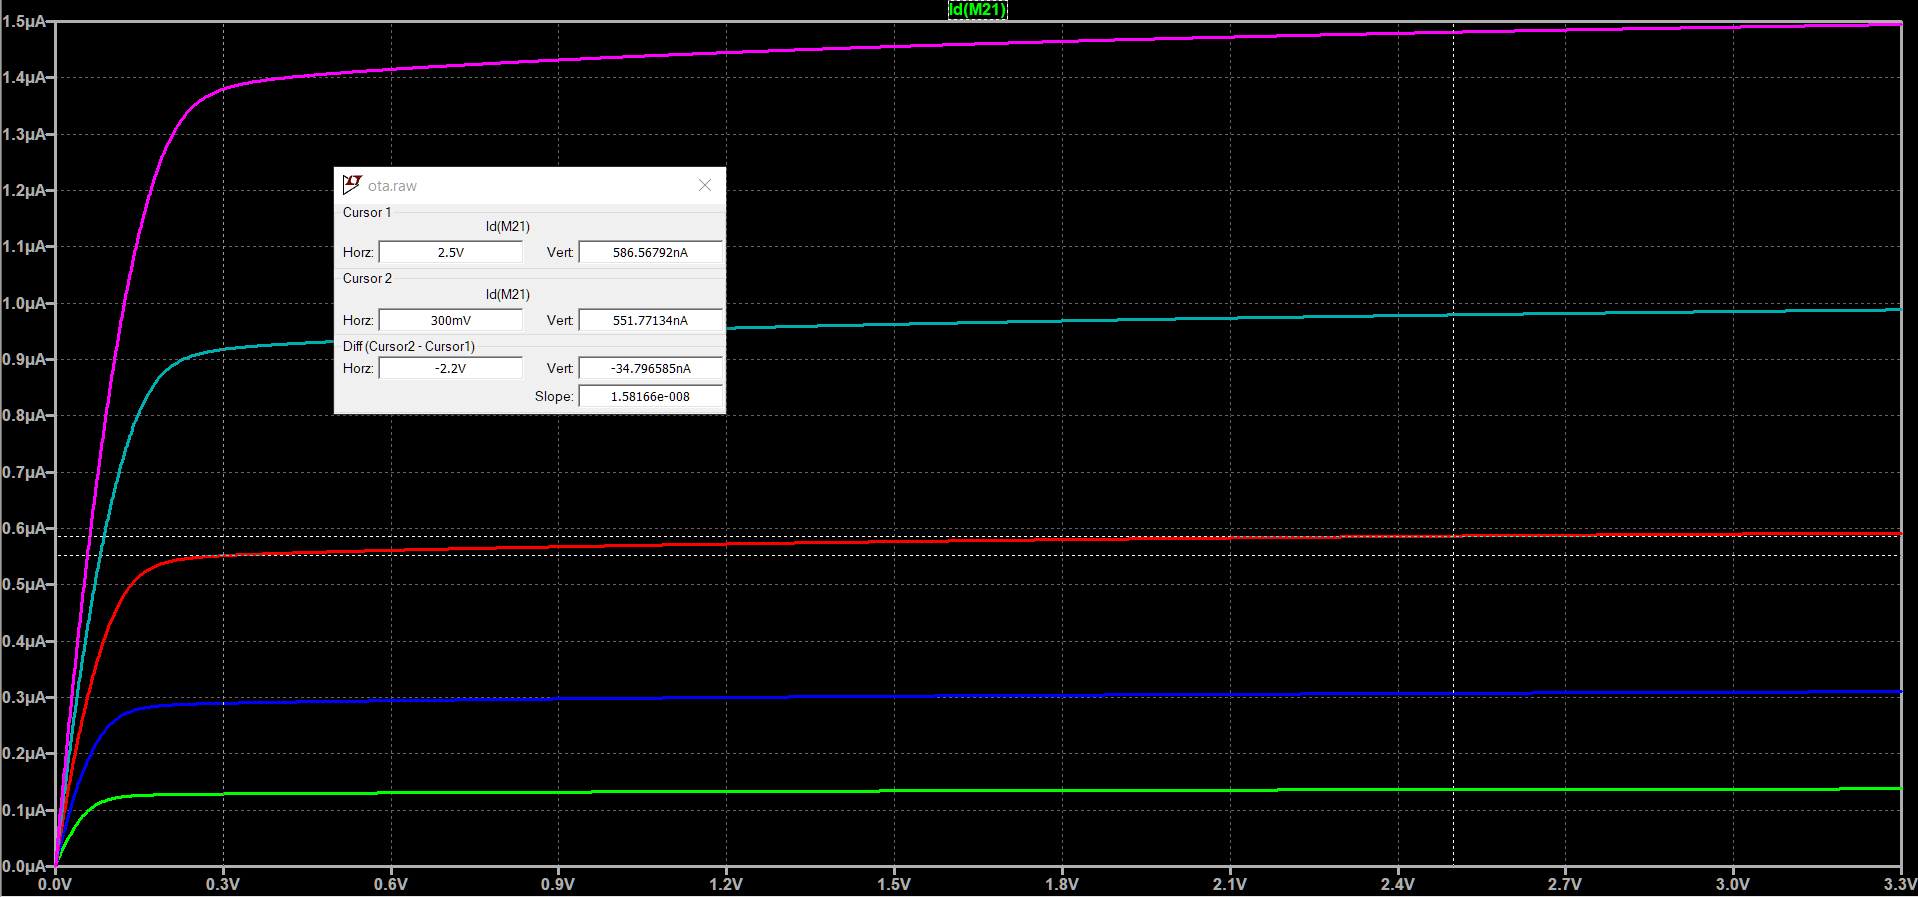 Id(M21)
1.5µA
1.4µA
1.3µA
1.2µA
1.1µA
1.0µA
0.9µA
0.8µA
0.7µA
0.6µA
0.5µA
0.4µA
0.3µA
0.2µA
0.1µA
0.0µA
ota.raw
Cursor 1
Id(M21)
Horz: 2.5V Vert: 586.56792nA
Cursor 2
Id(M21)
Horz: 300mV Vert: 551.77134nA
Diff (Cursor2 - Cursor1)
Horz: -2.2V Vert: -34.796585nA
Slope: 1.58166e-008
0.0V 0.3V 0.6V 0.9V 1.2V 1.5V 1.8V 2.1V 2.4V 2.7V 3.0V 3.3V